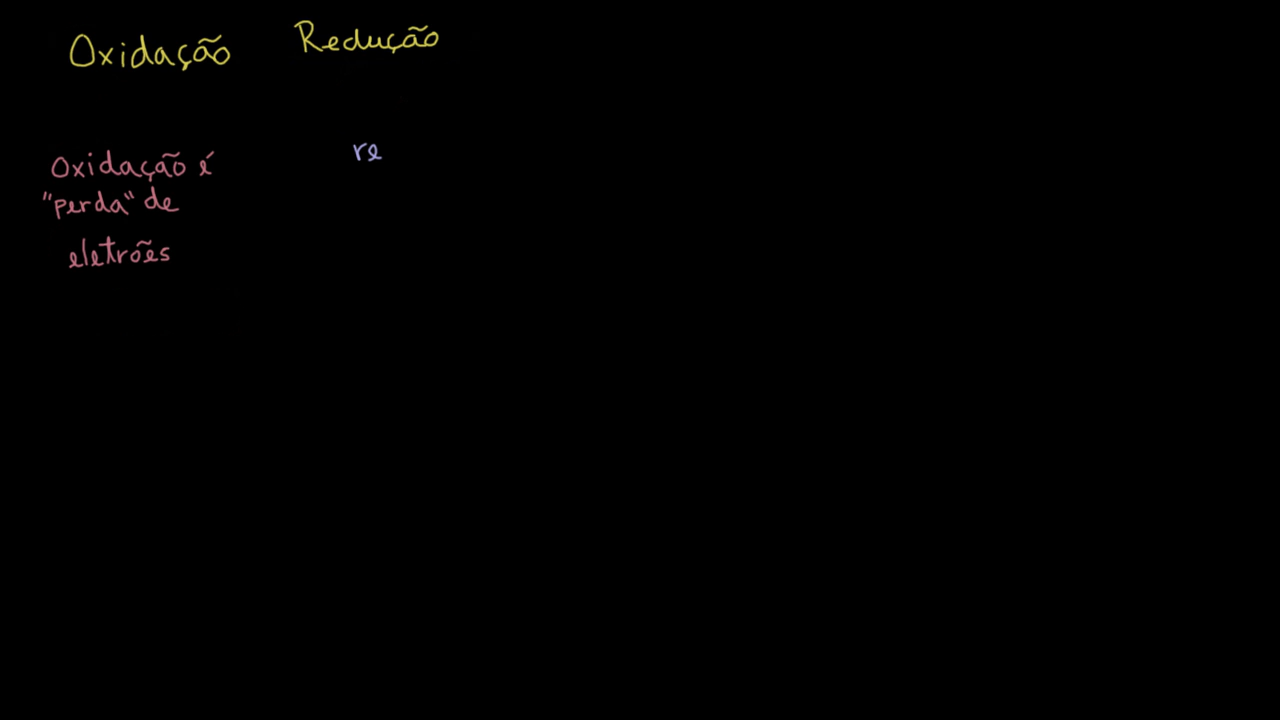 Oxidação
Redução
Oxidação é
"perda" de
eletrões
re